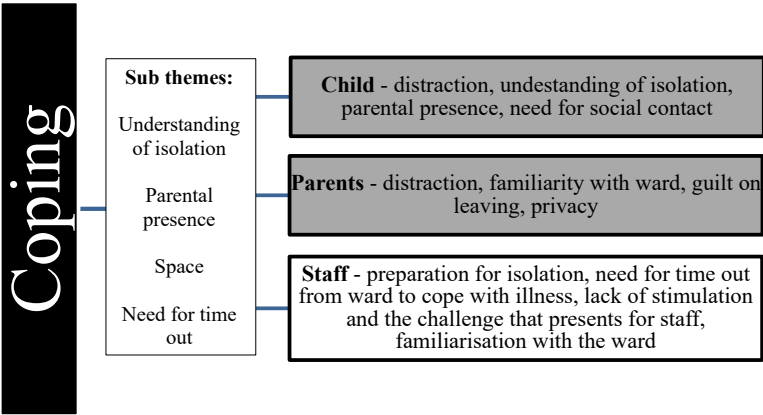 Coping
Sub themes:
Understanding
of isolation
Parental
presence
Space
Need for time
out
Child - distraction, undestanding of isolation,
parental presence, need for social contact
Parents - distraction, familiarity with ward, guilt on
leaving, privacy
Staff - preparation for isolation, need for time out
from ward to cope with illness, lack of stimulation
and the challenge that presents for staff,
familiarisation with the ward